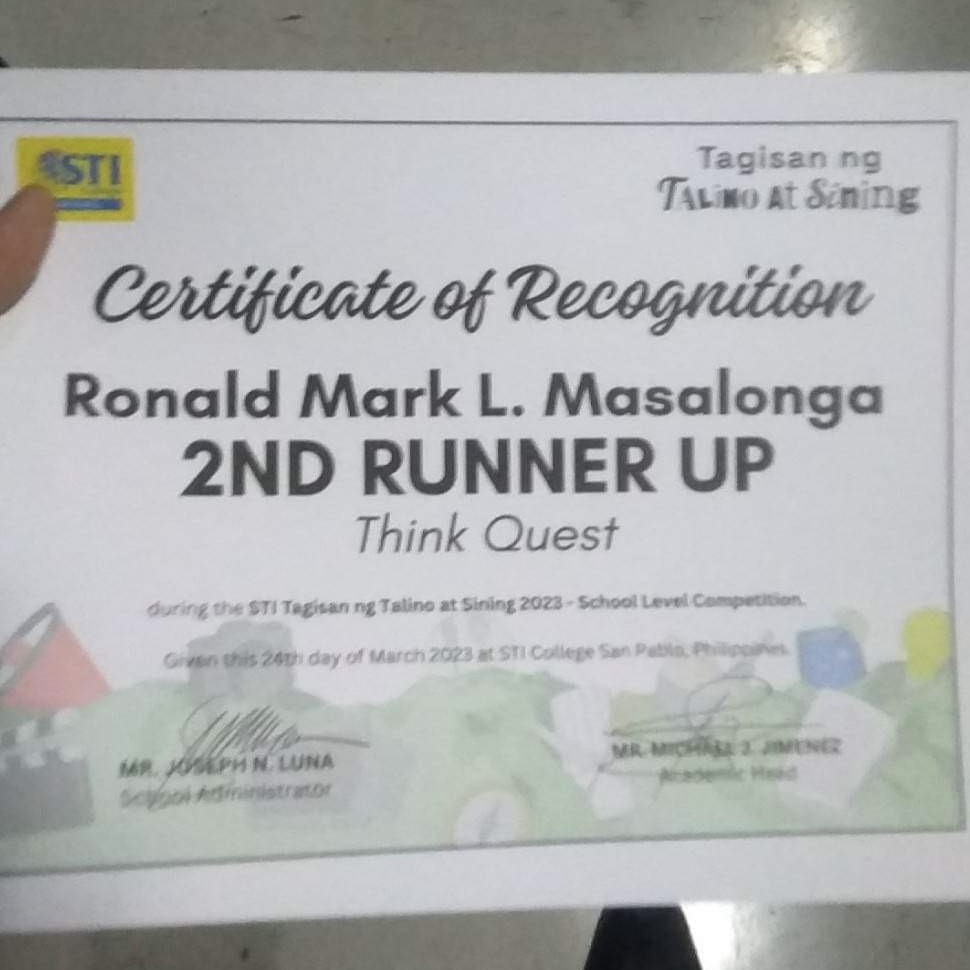 STI
Tagisan ng
TALINO At Sining
Certificate of Recognition
Ronald Mark L. Masalonga
2ND RUNNER UP
Think Quest
during the STI Tagisan ng Talino at Sining 2023 - School Level Competition.
Given this 24th day of March 2023 at STI College San Pablo, Philippines.
MR. JOSEPH N. LUNA
School Administrator
MR. MICHAEL J. JIMENEZ
Academic Head